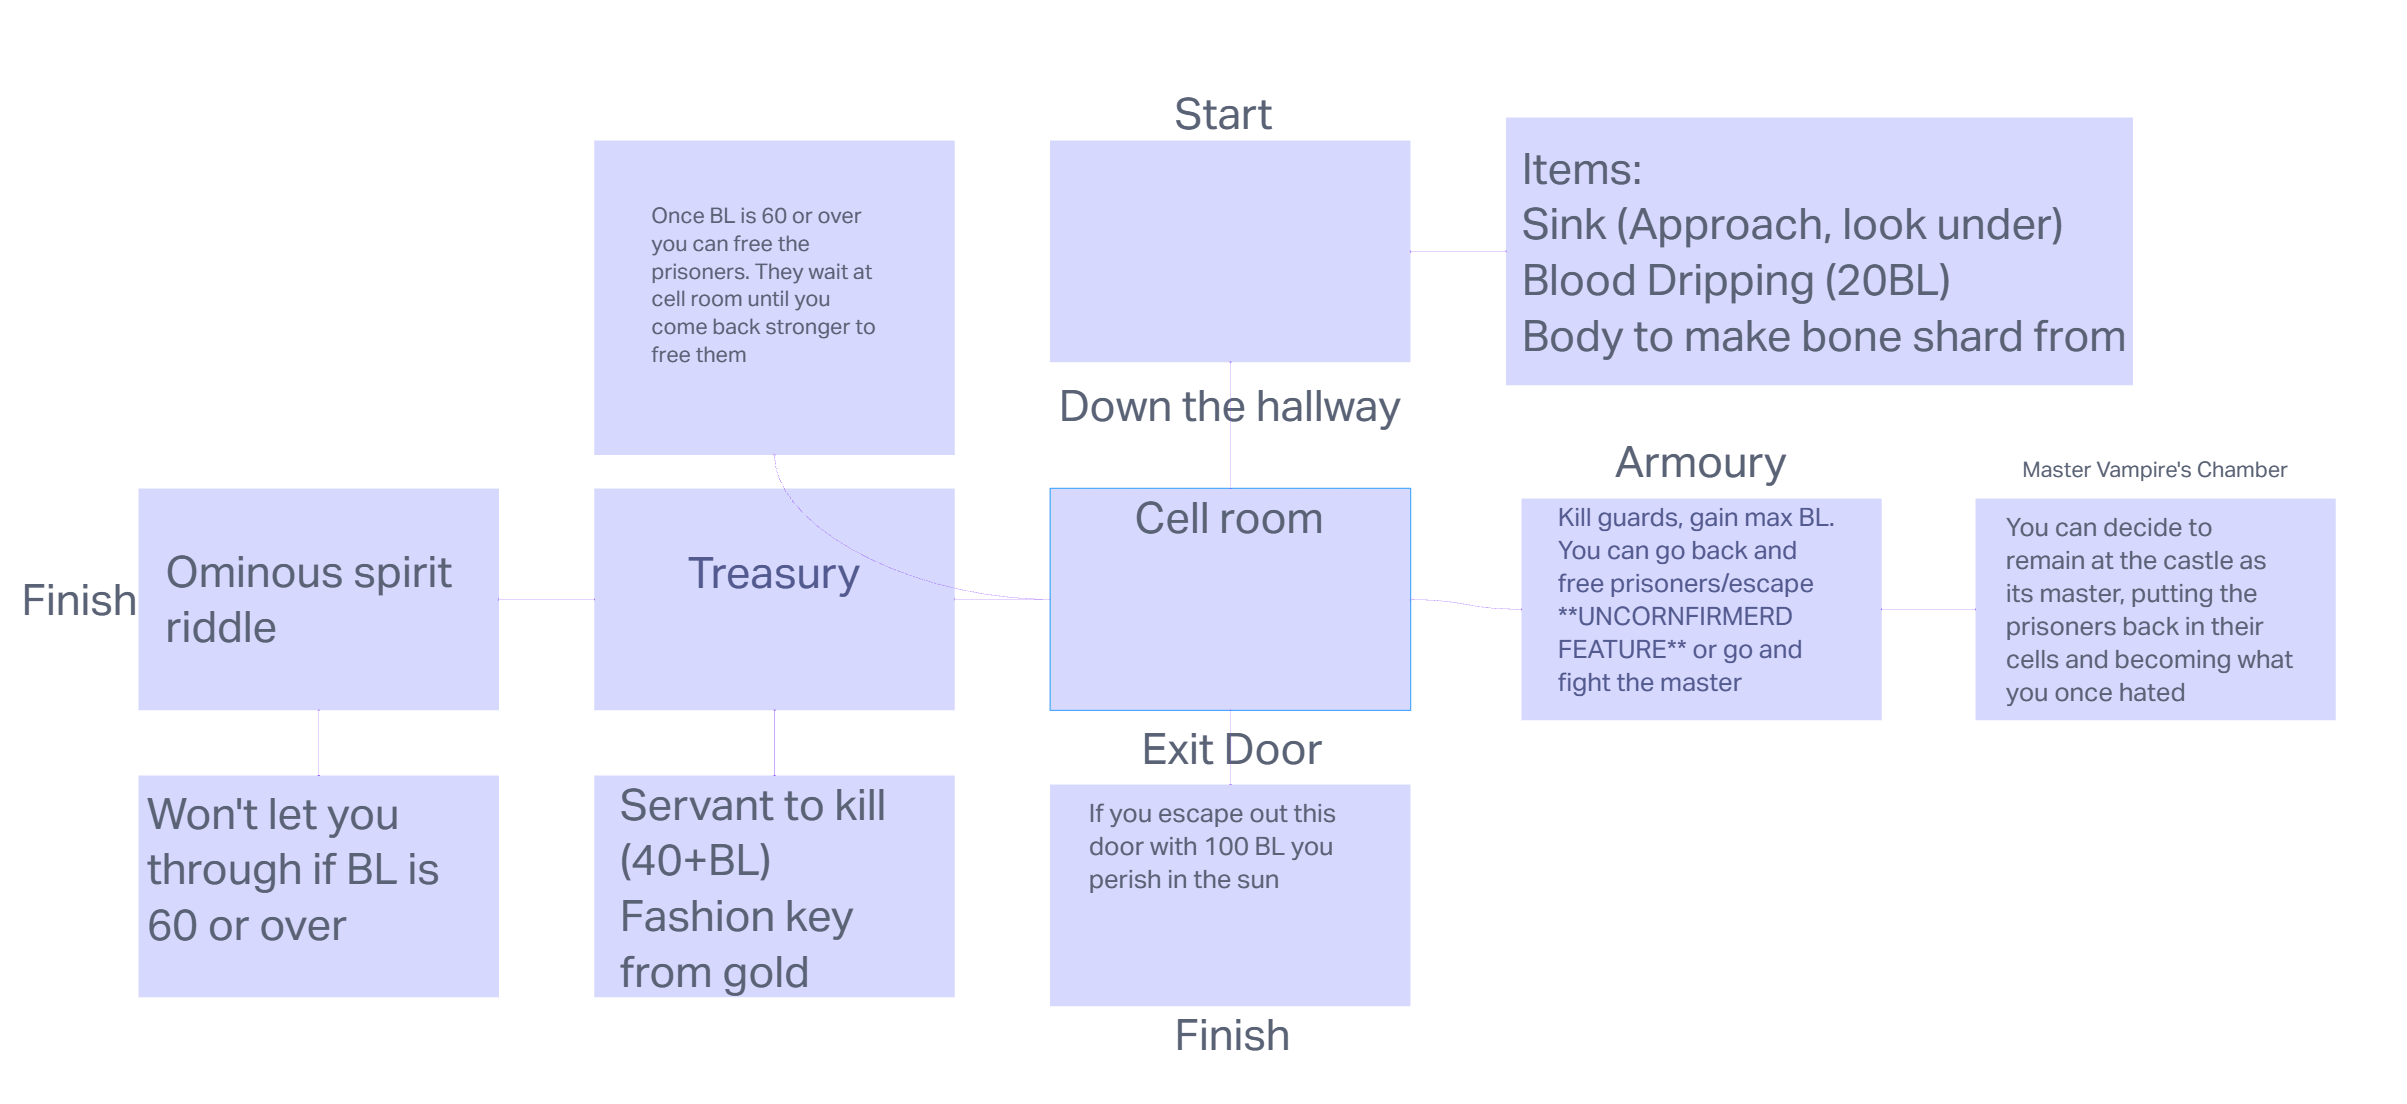 Start
Items:
Sink (Approach, look under)
Blood Dripping (20BL)
Body to make bone shard from
Once BL is 60 or over
you can free the
prisoners. They wait at
cell room until you
come back stronger to
free them
Down the hallway
Finish
Ominous spirit
riddle
Treasury
Cell room
Armoury
Kill guards, gain max BL.
You can go back and
free prisoners/escape
**UNCORNFIRMERD
FEATURE** or go and
fight the master
Master Vampire's Chamber
You can decide to
remain at the castle as
its master, putting the
prisoners back in their
cells and becoming what
you once hated
Won't let you
through if BL is
60 or over
Servant to kill
(40+BL)
Fashion key
from gold
Exit Door
If you escape out this
door with 100 BL you
perish in the sun
Finish